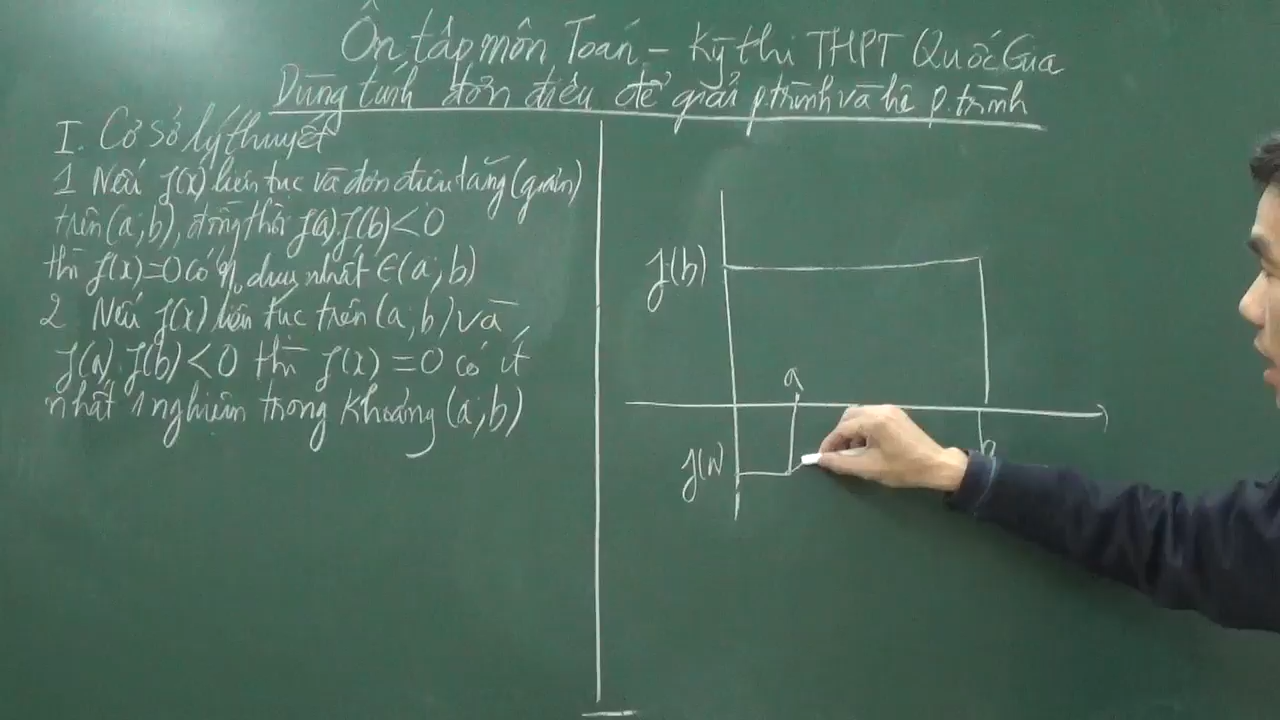 Ôn tập môn Toán – Kỳ thi THPT Quốc Gia
Dùng tính đơn điệu để giải p.trình và hệ p.trình
I. Cơ sở lý thuyết
1 Nếu f(x) liên tục và đơn điệu tăng (giảm)
trên (a;b), đồng thời f(a).f(b)<0
thì f(x)=0 có duy nhất ∈(a;b)
2 Nếu f(x) liên tục trên (a;b) và
f(a).f(b)<0 thì f(x)=0 có ít
nhất 1 nghiệm trong khoảng (a;b)
f(b)
a